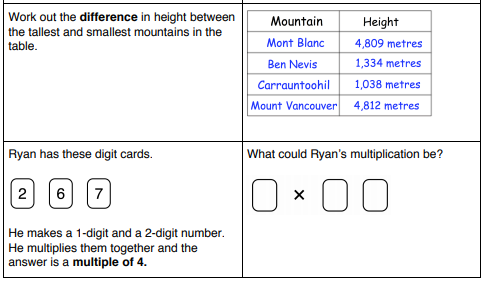 Work out the difference in height between
the tallest and smallest mountains in the
table.
Mountain Height
Mont Blanc 4,809 metres
Ben Nevis 1,334 metres
Carrauntoohil 1,038 metres
Mount Vancouver 4,812 metres
Ryan has these digit cards.
2 6 7
He makes a 1-digit and a 2-digit number.
He multiplies them together and the
answer is a multiple of 4.
What could Ryan's multiplication be?
×